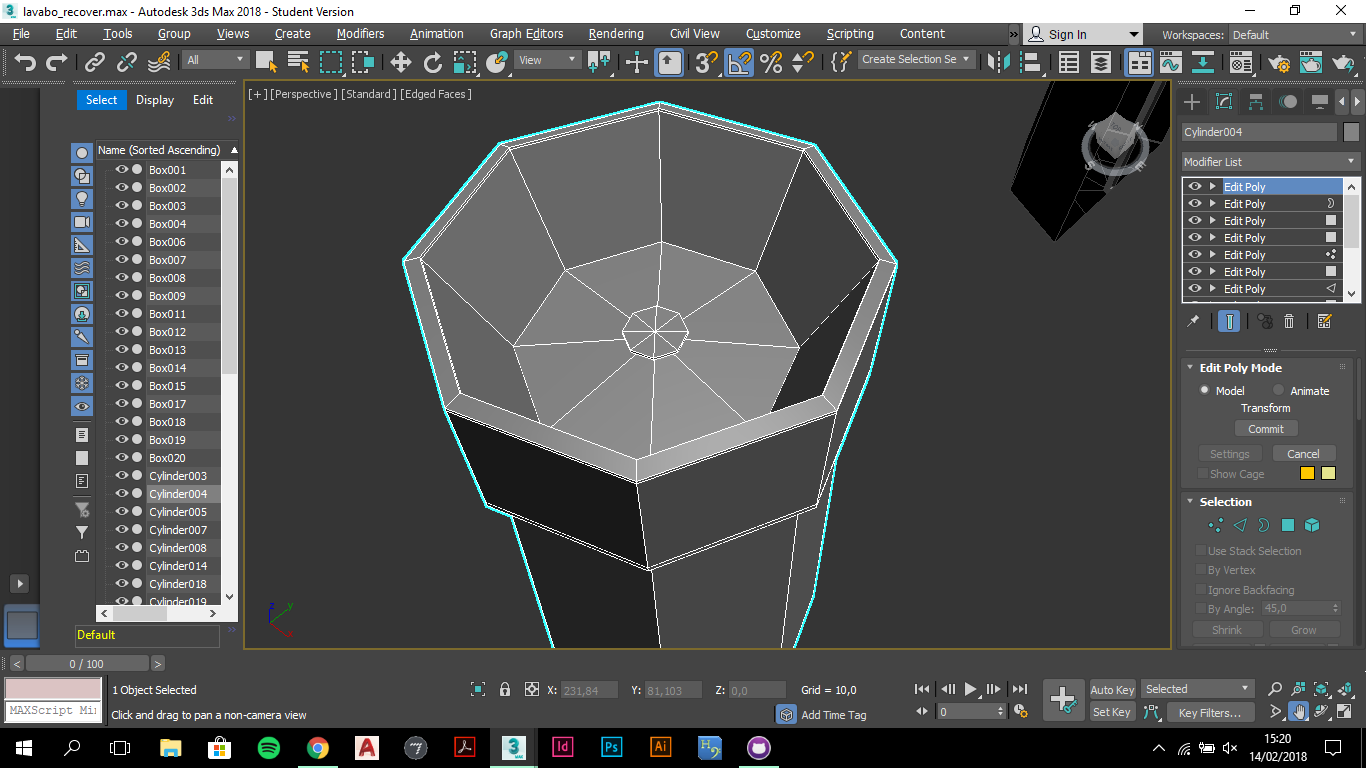 lavabo_recover.max - Autodesk 3ds Max 2018 - Student Version
File Edit Tools Group Views Create Modifiers Animation Graph Editors Rendering Civil View Customize Scripting Content » Sign In Workspaces: Default
All View Create Selection Se
Select Display Edit
[+] [Perspective] [Standard] [Edged Faces]
Name (Sorted Ascending)
Box001
Box002
Box003
Box004
Box006
Box007
Box008
Box009
Box011
Box012
Box013
Box014
Box015
Box017
Box018
Box019
Box020
Cylinder003
Cylinder004
Cylinder005
Cylinder007
Cylinder008
Cylinder014
Cylinder018
Cylinder019
Default
z y
Cylinder004
Modifier List
Edit Poly
Edit Poly
Edit Poly
Edit Poly
Edit Poly
Edit Poly
Edit Poly
Edit Poly Mode
Model Animate
Transform
Commit
Settings Cancel
Show Cage
Selection
Use Stack Selection
By Vertex
Ignore Backfacing
By Angle: 45,0
Shrink Grow
0 / 100
1 Object Selected X: 231,84 Y: 81,103 Z: 0,0 Grid = 10,0 Auto Key Selected
MAXScript Mi
Click and drag to pan a non-camera view Add Time Tag 0 Set Key Key Filters...
3 Id Ps Ai
15:20
14/02/2018